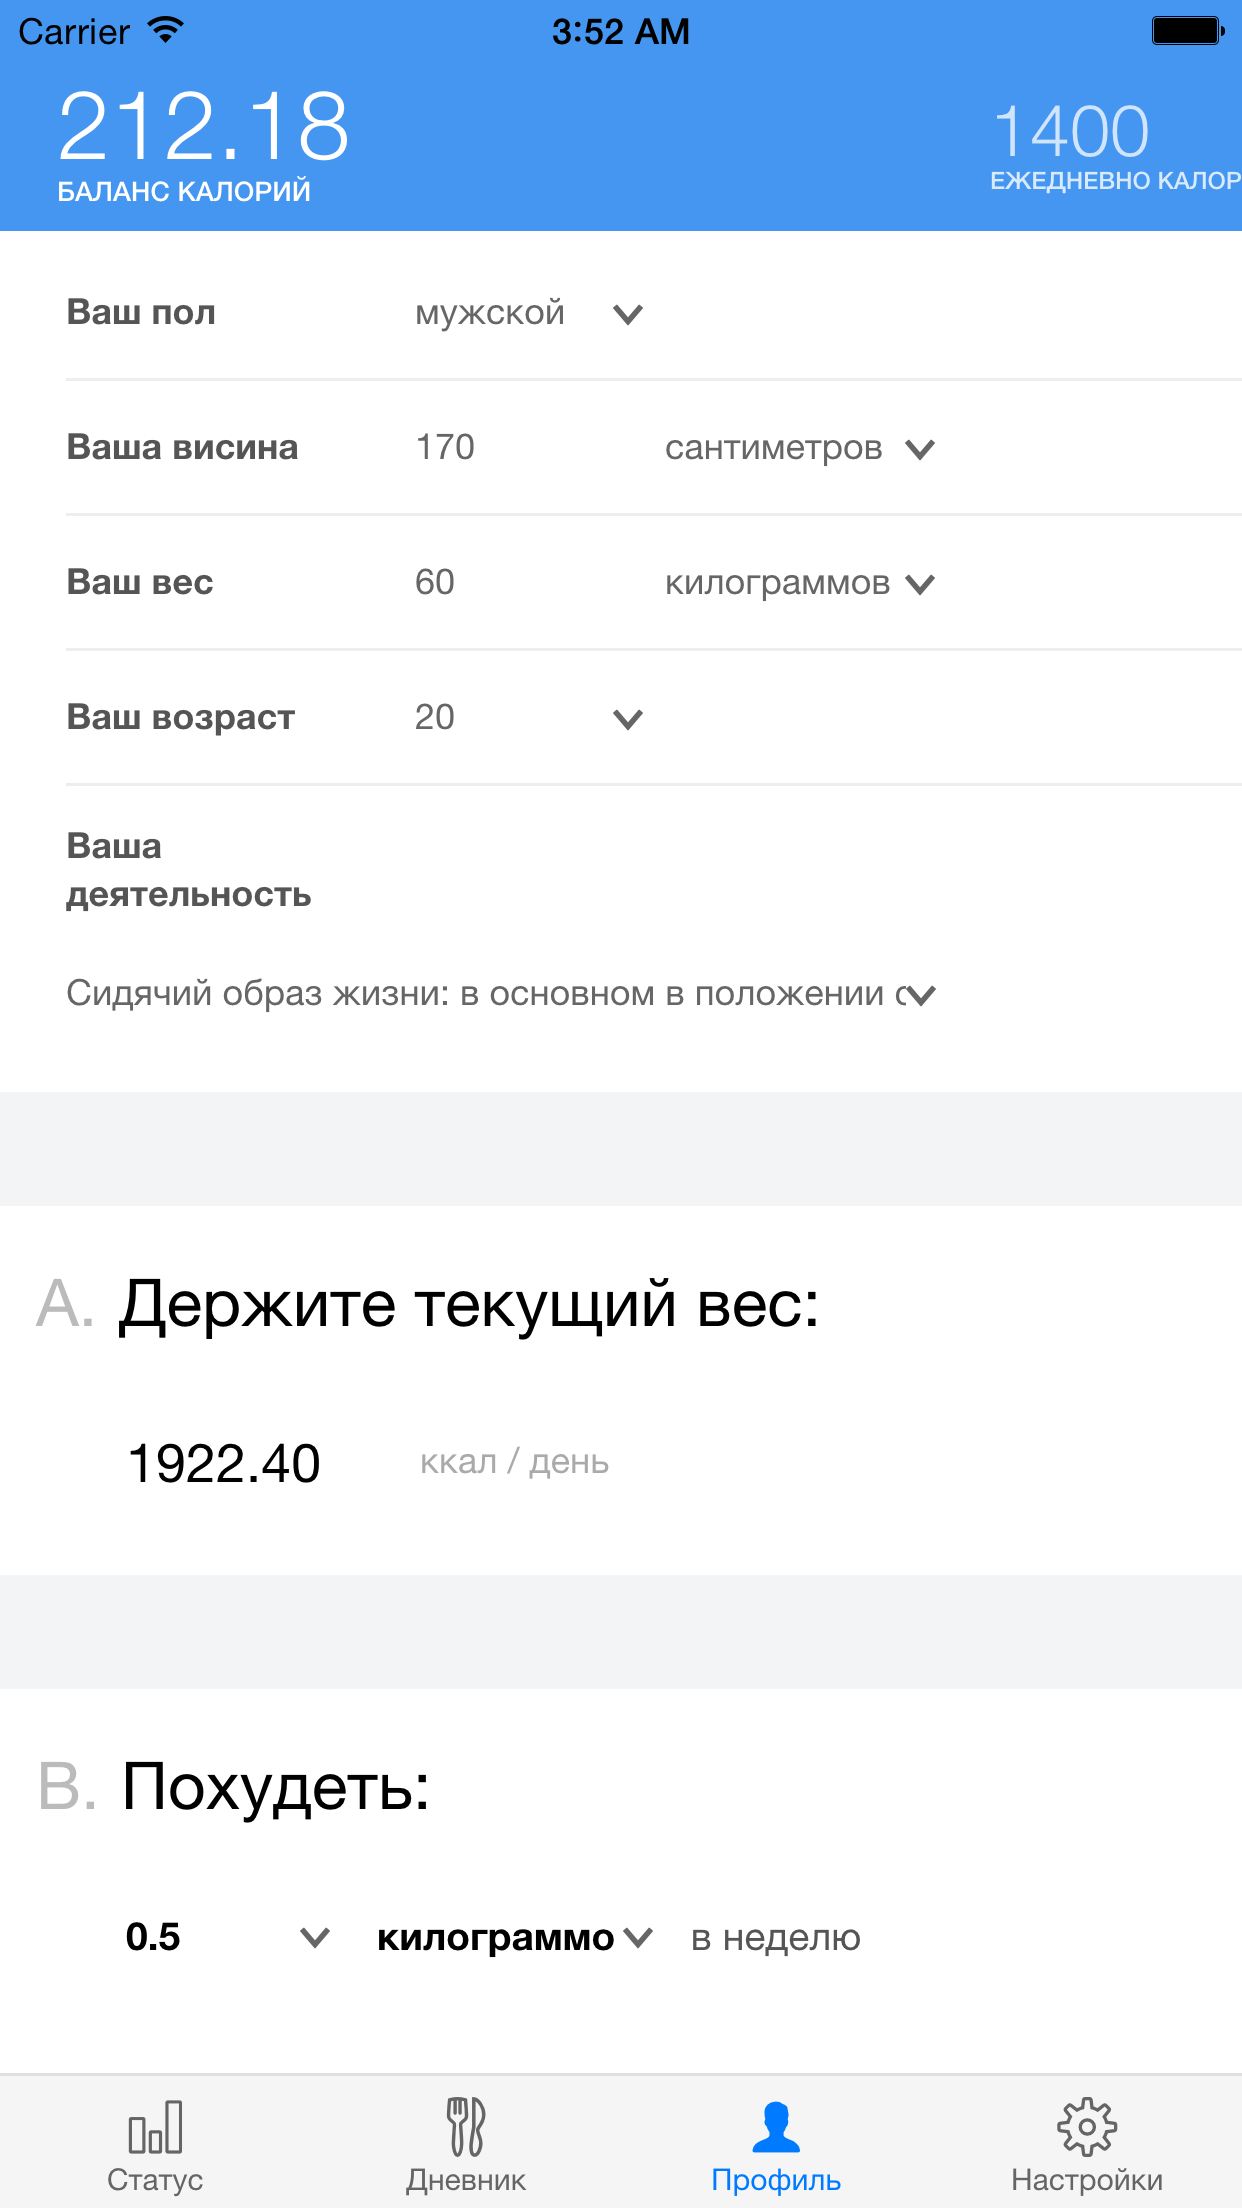 Carrier 3:52 AM
212.18
1400
БАЛАНС КАЛОРИЙ
ЕЖЕДНЕВНО КАЛОР
Ваш пол мужской
Ваша висина 170 сантиметров
Ваш вес 60 килограммов
Ваш возраст 20
Ваша
деятельность
Сидячий образ жизни: в основном в положении с
A. Держите текущий вес:
1922.40 ккал / день
B. Похудеть:
0.5 килограммо в неделю
Статус Дневник Профиль Настройки